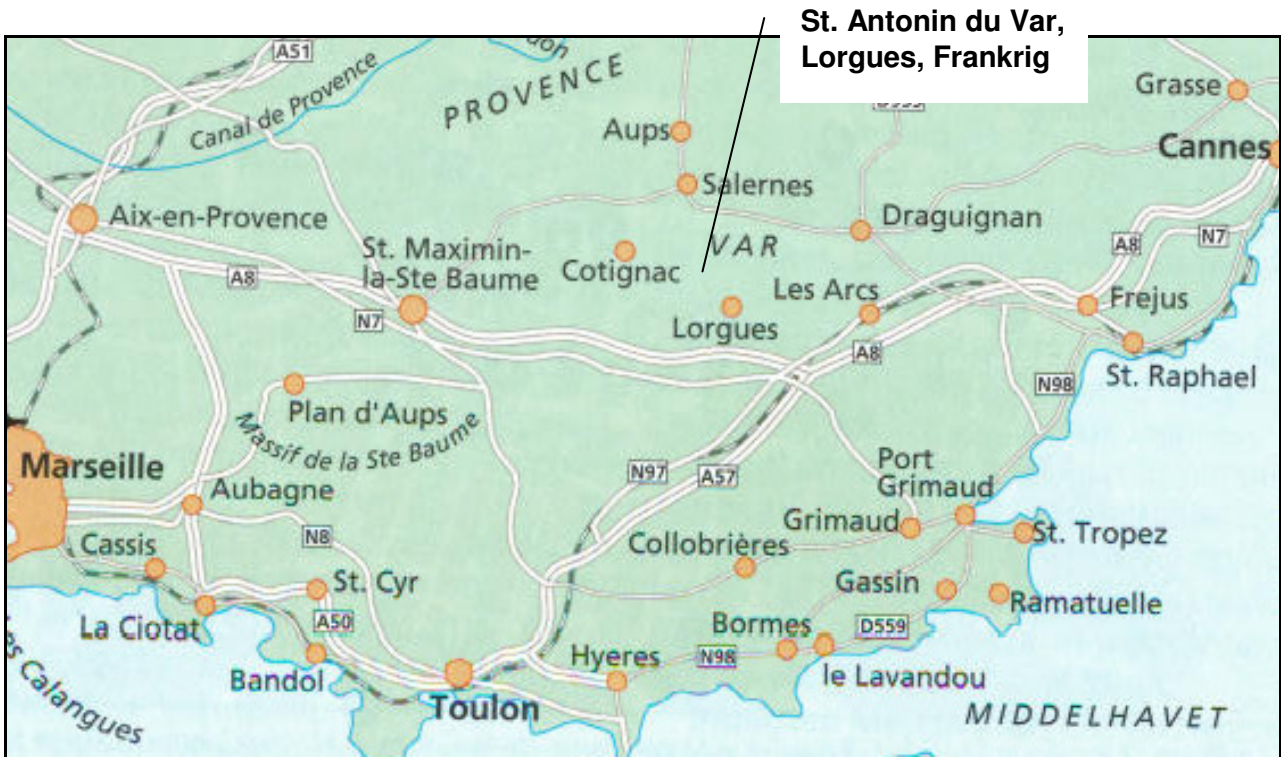 St. Antonin du Var,
Lorgues, Frankrig
A51
Canal de Provence
PROVENCE
Grasse
Aups
Cannes
Salernes
Aix-en-Provence
Draguignan
St. Maximin-
la-Ste Baume
VAR
A8
N7
Cotignac
A8
Les Arcs
Frejus
N7
Lorgues
A8
St. Raphael
N98
Plan d'Aups
Massif de la Ste Baume
Marseille
Port
Grimaud
N97
A57
Aubagne
Grimaud
St. Tropez
N8
Cassis
Collobrières
St. Cyr
Gassin
Ramatuelle
La Ciotat
A50
Bormes
D559
Hyeres
N98
le Lavandou
Bandol
Toulon
Calangues
MIDDELHAVET